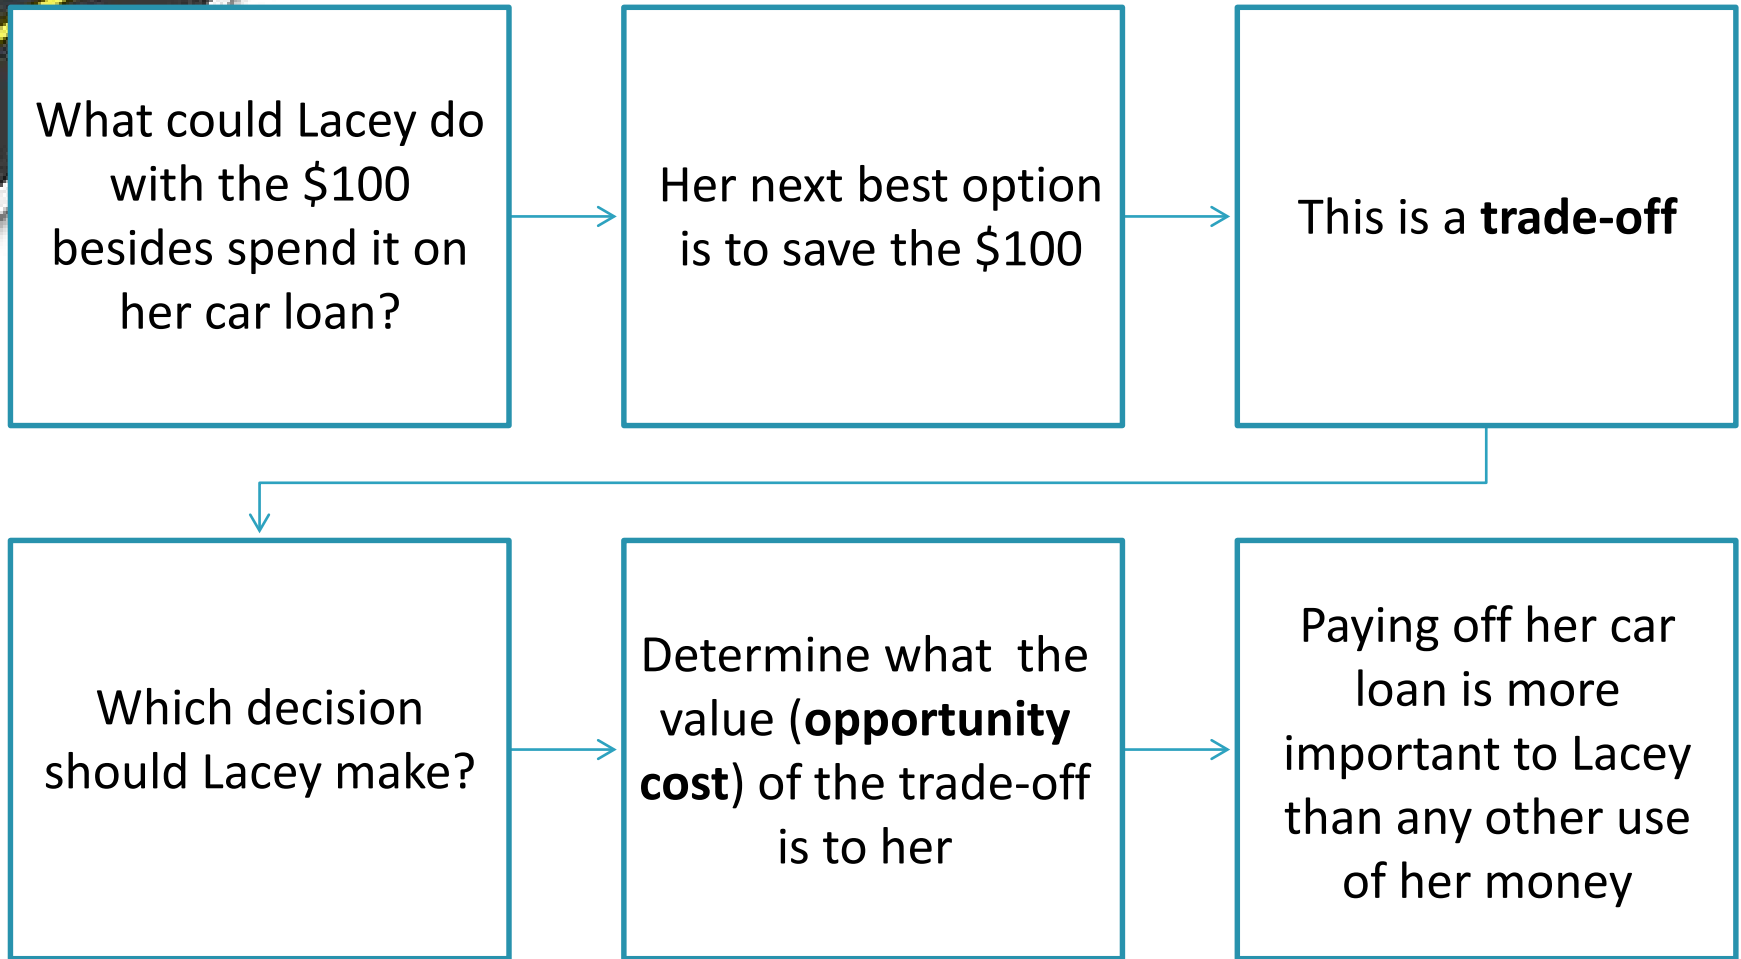 What could Lacey do
with the $100
besides spend it on
her car loan?
Her next best option
is to save the $100
This is a trade-off
Which decision
should Lacey make?
Determine what  the
value (opportunity
cost) of the trade-off
is to her
Paying off her car
loan is more
important to Lacey
than any other use
of her money